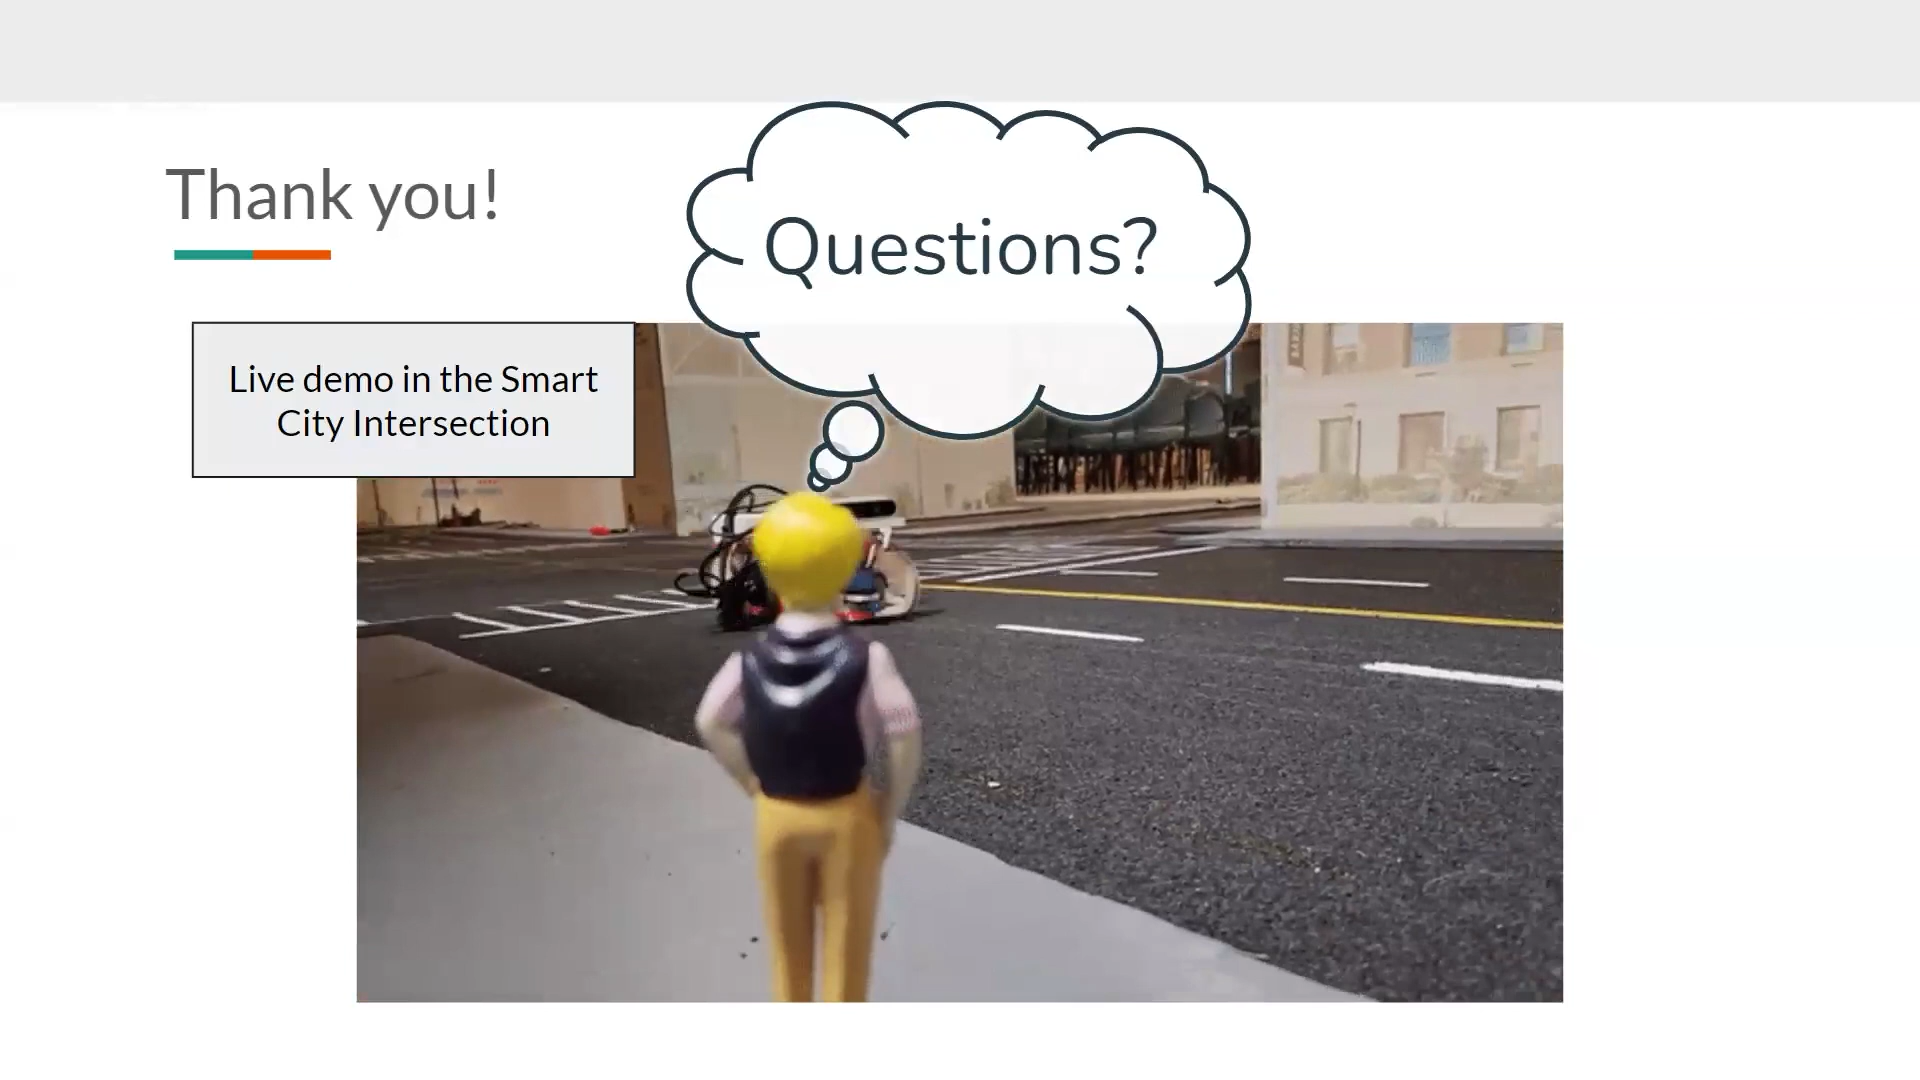 Thank you!
Questions?
Live demo in the Smart
City Intersection